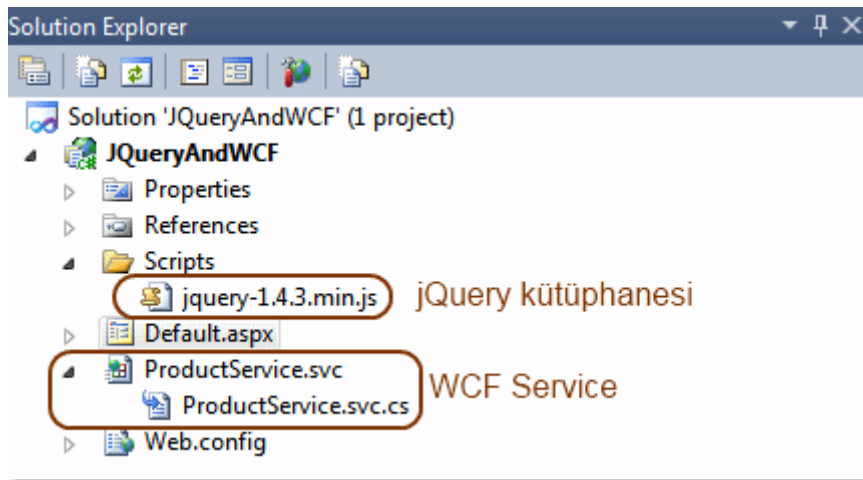 Solution Explorer
Solution 'JQueryAndWCF' (1 project)
JQueryAndWCF
Properties
References
Scripts
jquery-1.4.3.min.js jQuery kütüphanesi
Default.aspx
ProductService.svc
WCF Service
ProductService.svc.cs
Web.config